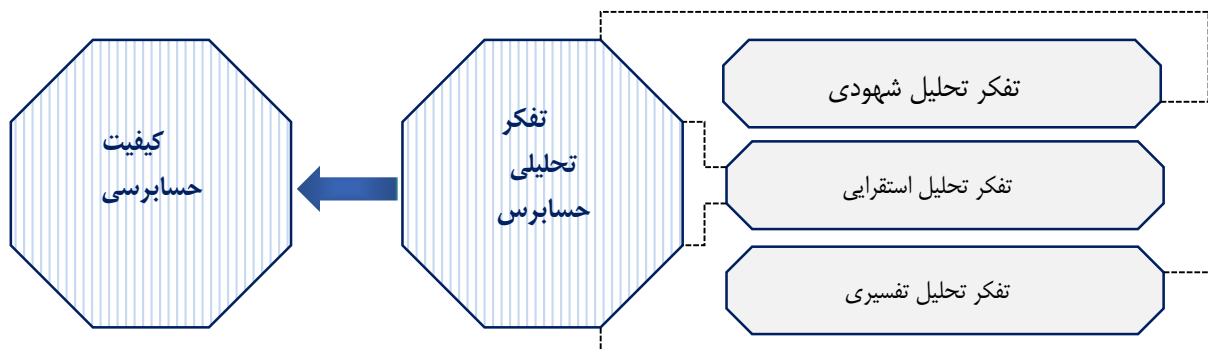 تفکر تحلیل شهودی
تفکر تحلیل استقرایی
تفکر تحلیل تفسیری
تفکر
تحلیلی
حسابرس
کیفیت
حسابرسی